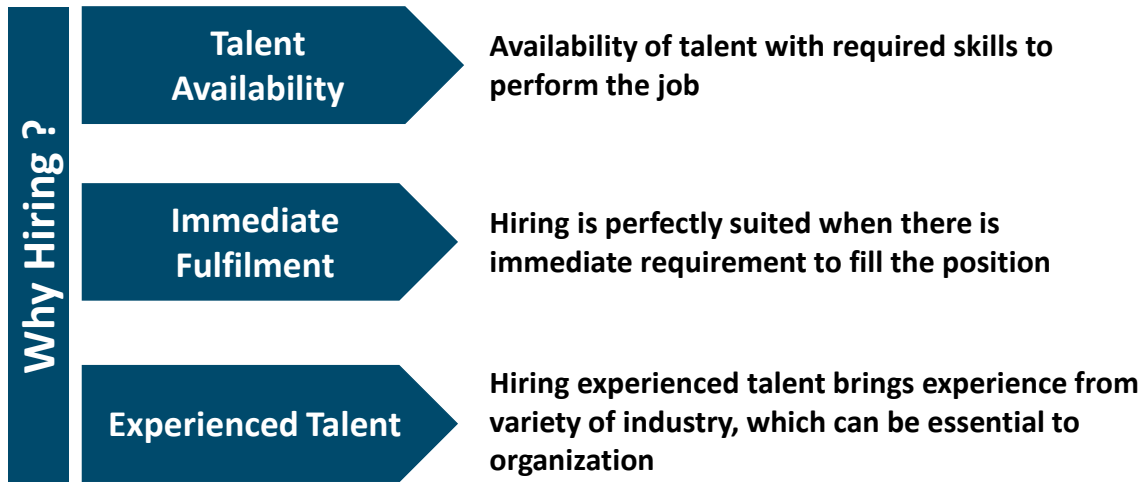 Why Hiring ?
Talent
Availability
Availability of talent with required skills to
perform the job
Immediate
Fulfilment
Hiring is perfectly suited when there is
immediate requirement to fill the position
Experienced Talent
Hiring experienced talent brings experience from
variety of industry, which can be essential to
organization